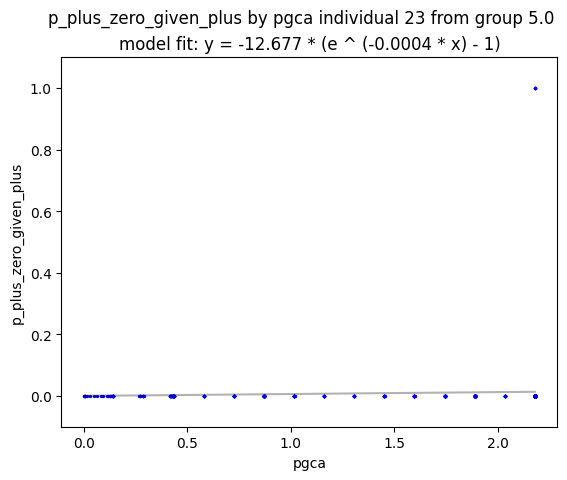 p_plus_zero_given_plus by pgca individual 23 from group 5.0
model fit: y = -12.677 * (e ^ (-0.0004 * x) - 1)
1.0
0.8
0.6
0.4
0.2
0.0
p_plus_zero_given_plus
0.0 0.5 1.0 1.5 2.0
pgca